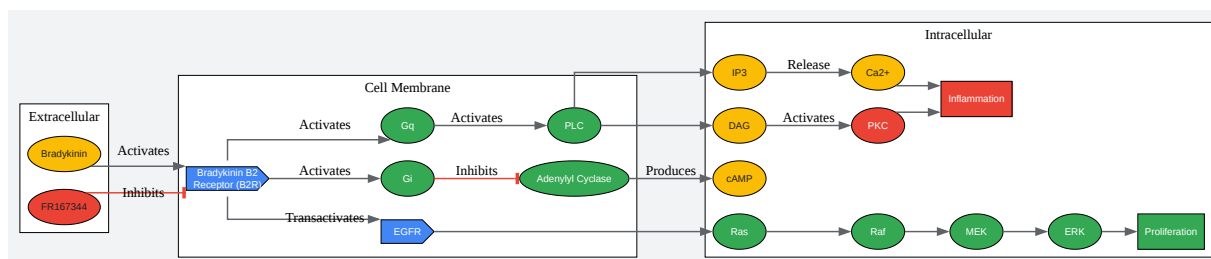 Intracellular
IP3
Release
Ca2+
Cell Membrane
Inflammation
Extracellular
Activates
Gq
Activates
PLC
DAG
Activates
PKC
Bradykinin
Activates
Bradykinin B2
Receptor (B2R)
Activates
Gi
Inhibits
Adenylyl Cyclase
Produces
cAMP
FR167344
Inhibits
Transactivates
EGFR
Ras
Raf
MEK
ERK
Proliferation